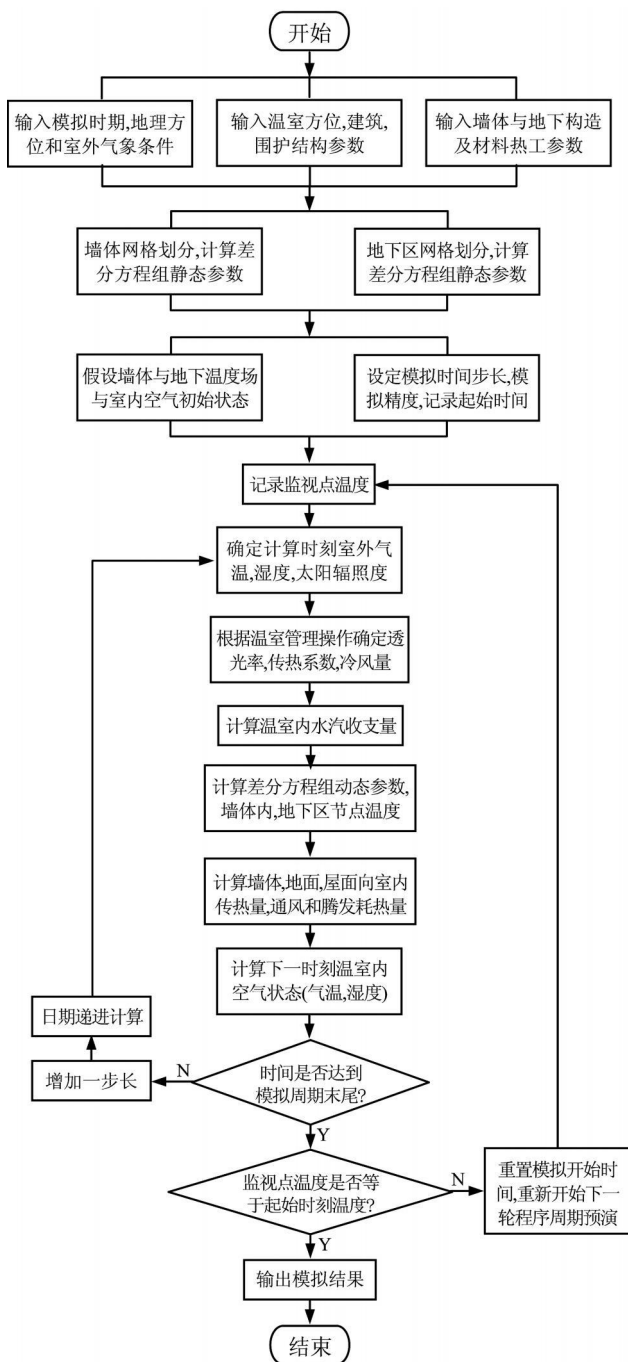 开始
输入模拟时期,地理方
位和室外气象条件
输入温室方位,建筑,
围护结构参数
输入墙体与地下构造
及材料热工参数
墙体网格划分,计算差
分方程组静态参数
地下区网格划分,计算
差分方程组静态参数
假设墙体与地下温度场
与室内空气初始状态
设定模拟时间步长,模
拟精度,记录起始时间
记录监视点温度
确定计算时刻室外气
温,湿度,太阳辐照度
根据温室管理操作确定透
光率,传热系数,冷风量
计算温室内水汽收支量
计算差分方程组动态参数,
墙体内,地下区节点温度
计算墙体,地面,屋面向室内
传热量,通风和腾发耗热量
计算下一时刻温室内
空气状态(气温,湿度)
日期递进计算
增加一步长
N
时间是否达到
模拟周期末尾?
Y
监视点温度是否等
于起始时刻温度?
N
重置模拟开始时
间,重新开始下一
轮程序周期预演
Y
输出模拟结果
结束